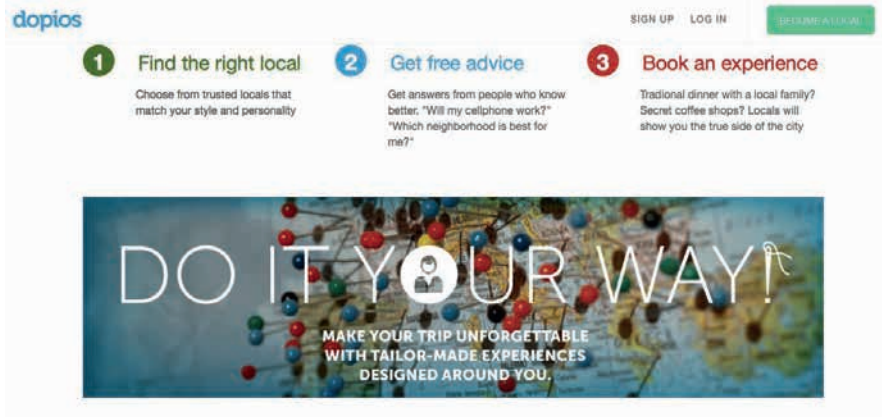 dopios
SIGN UP LOG IN BECOME A LOCAL
1 Find the right local
Choose from trusted locals that
match your style and personality
2 Get free advice
Get answers from people who know
better. "Will my cellphone work?"
"Which neighborhood is best for
me?"
3 Book an experience
Tradional dinner with a local family?
Secret coffee shops? Locals will
show you the true side of the city
DO IT YOUR WAY!
MAKE YOUR TRIP UNFORGETTABLE
WITH TAILOR-MADE EXPERIENCES
DESIGNED AROUND YOU.